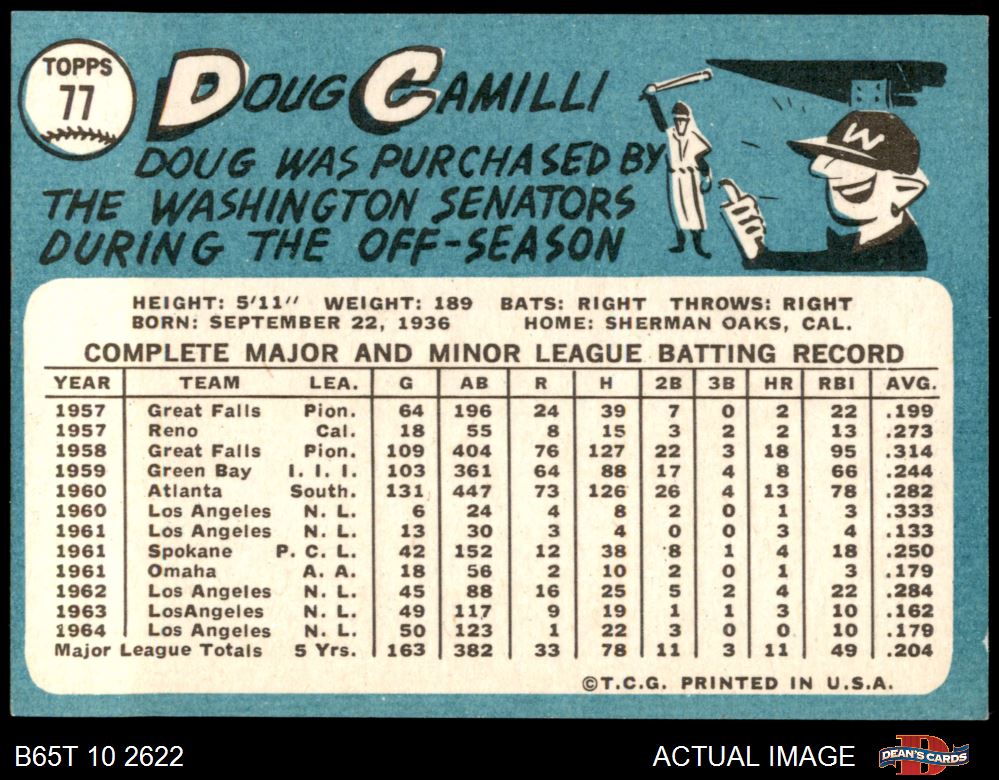 TOPPS
77
DOUG CAMILLI
DOUG WAS PURCHASED BY
THE WASHINGTON SENATORS
DURING THE OFF-SEASON
W
HEIGHT: 5'11" WEIGHT: 189 BATS: RIGHT THROWS: RIGHT
BORN: SEPTEMBER 22, 1936 HOME: SHERMAN OAKS, CAL.
COMPLETE MAJOR AND MINOR LEAGUE BATTING RECORD
YEAR TEAM LEA. G AB R H 2B 3B HR RBI AVG.
1957 Great Falls Pion. 64 196 24 39 7 0 2 22 .199
1957 Reno Cal. 18 55 8 15 3 2 2 13 .273
1958 Great Falls Pion. 109 404 76 127 22 3 18 95 .314
1959 Green Bay I. I. I. 103 361 64 88 17 4 8 66 .244
1960 Atlanta South. 131 447 73 126 26 4 13 78 .282
1960 Los Angeles N. L. 6 24 4 8 2 0 1 3 .333
1961 Los Angeles N. L. 13 30 3 4 0 0 3 4 .133
1961 Spokane P. C. L. 42 152 12 38 8 1 4 18 .250
1961 Omaha A. A. 18 56 2 10 2 0 1 3 .179
1962 Los Angeles N. L. 45 88 16 25 5 2 4 22 .284
1963 LosAngeles N. L. 49 117 9 19 1 1 3 10 .162
1964 Los Angeles N. L. 50 123 1 22 3 0 0 10 .179
Major League Totals 5 Yrs. 163 382 33 78 11 3 11 49 .204
©T.C.G. PRINTED IN U.S.A.
B65T 10 2622 ACTUAL IMAGE DEAN'S CARDS